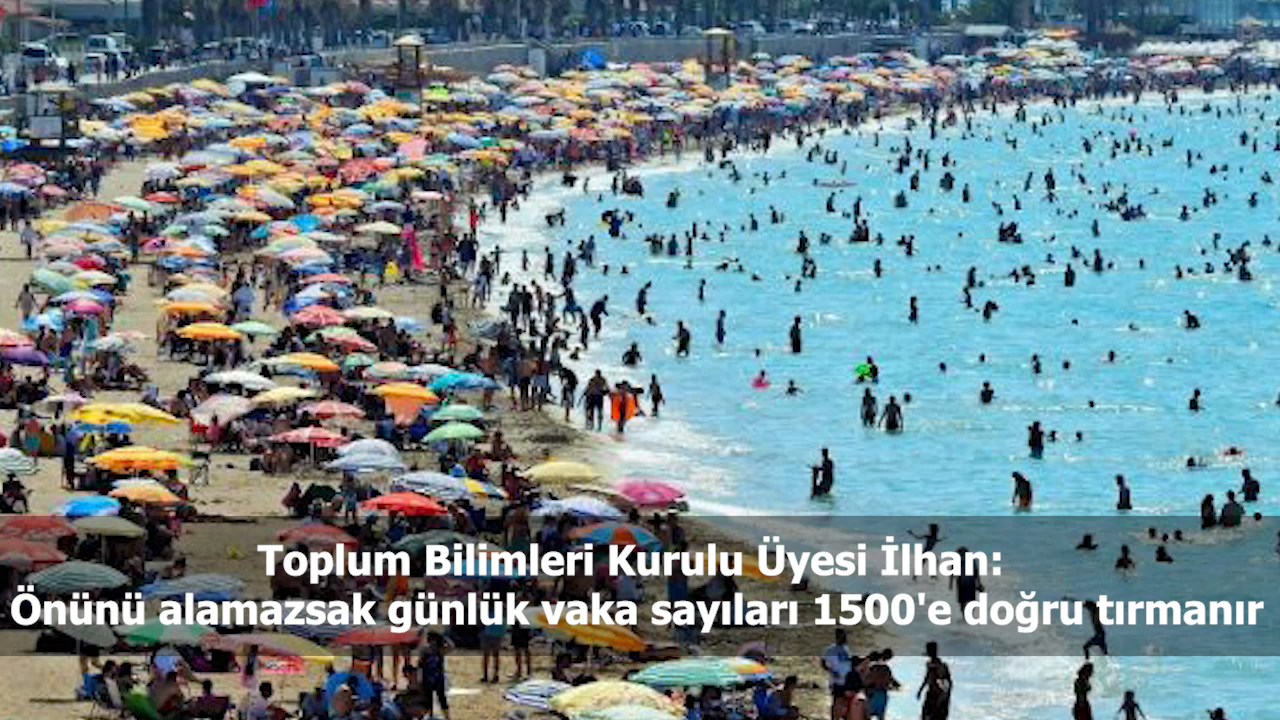 Toplum Bilimleri Kurulu Üyesi İlhan:
Önünü alamazsak günlük vaka sayıları 1500'e doğru tırmanır